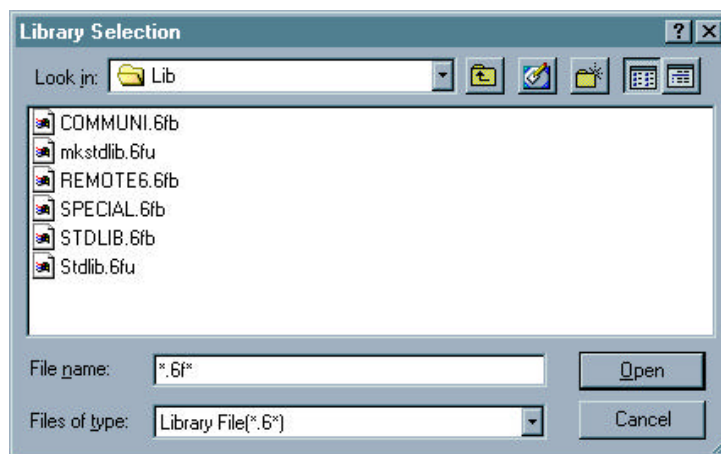 Library Selection
Look in: Lib
COMMUNI.6fb
mkstdlib.6fu
REMOTE6.6fb
SPECIAL.6fb
STDLIB.6fb
Stdlib.6fu
File name: *.6f* Open
Files of type: Library File(*.6*) Cancel